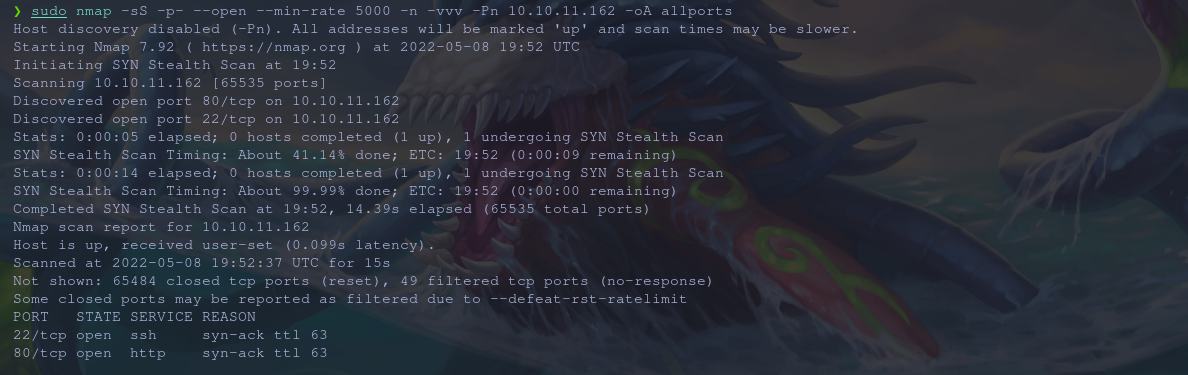 ❯ sudo nmap -sS -p- --open --min-rate 5000 -n -vvv -Pn 10.10.11.162 -oA allports
Host discovery disabled (-Pn). All addresses will be marked 'up' and scan times may be slower.
Starting Nmap 7.92 ( https://nmap.org ) at 2022-05-08 19:52 UTC
Initiating SYN Stealth Scan at 19:52
Scanning 10.10.11.162 [65535 ports]
Discovered open port 80/tcp on 10.10.11.162
Discovered open port 22/tcp on 10.10.11.162
Stats: 0:00:05 elapsed; 0 hosts completed (1 up), 1 undergoing SYN Stealth Scan
SYN Stealth Scan Timing: About 41.14% done; ETC: 19:52 (0:00:09 remaining)
Stats: 0:00:14 elapsed; 0 hosts completed (1 up), 1 undergoing SYN Stealth Scan
SYN Stealth Scan Timing: About 99.99% done; ETC: 19:52 (0:00:00 remaining)
Completed SYN Stealth Scan at 19:52, 14.39s elapsed (65535 total ports)
Nmap scan report for 10.10.11.162
Host is up, received user-set (0.099s latency).
Scanned at 2022-05-08 19:52:37 UTC for 15s
Not shown: 65484 closed tcp ports (reset), 49 filtered tcp ports (no-response)
Some closed ports may be reported as filtered due to --defeat-rst-ratelimit
PORT   STATE SERVICE REASON
22/tcp open  ssh     syn-ack ttl 63
80/tcp open  http    syn-ack ttl 63